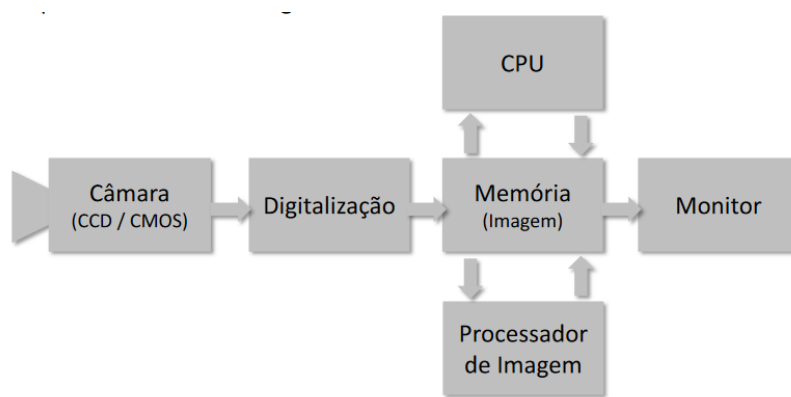 CPU
Câmara
(CCD / CMOS)
Digitalização
Memória
(Imagem)
Monitor
Processador
de Imagem